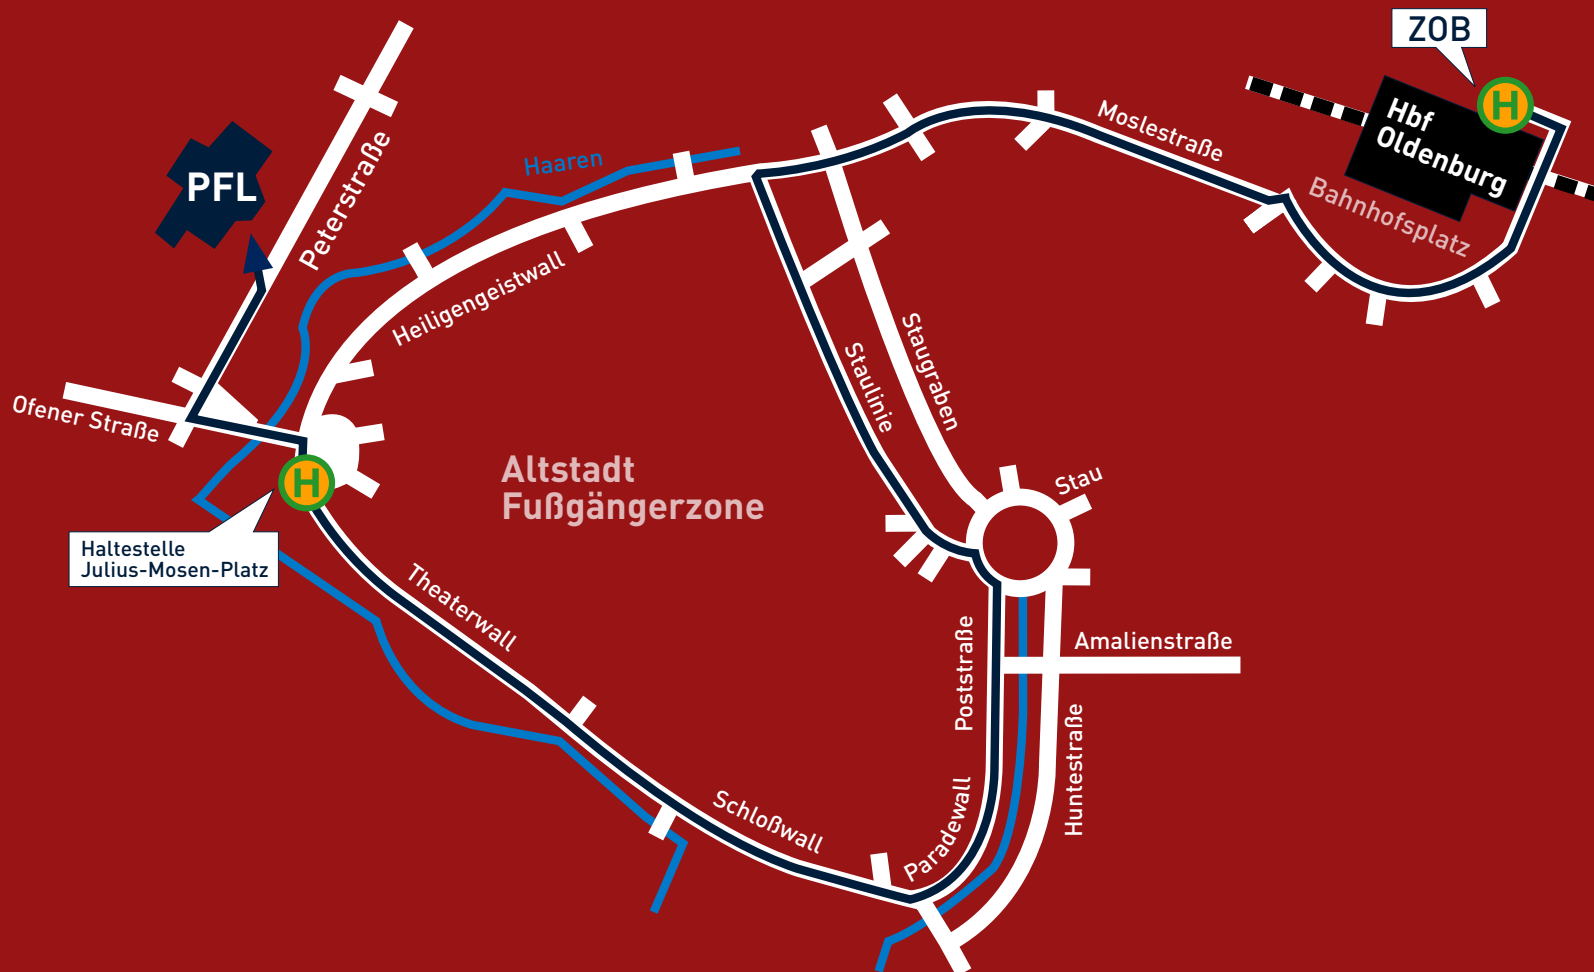 ZOB
H
Hbf
Oldenburg
Moslestraße
Bahnhofsplatz
Haaren
Peterstraße
PFL
Heiligengeistwall
Staugraben
Staulinie
Ofener Straße
Altstadt
Fußgängerzone
Stau
H
Haltestelle
Julius-Mosen-Platz
Theaterwall
Poststraße
Amalienstraße
Huntestraße
Schloßwall
Paradewall